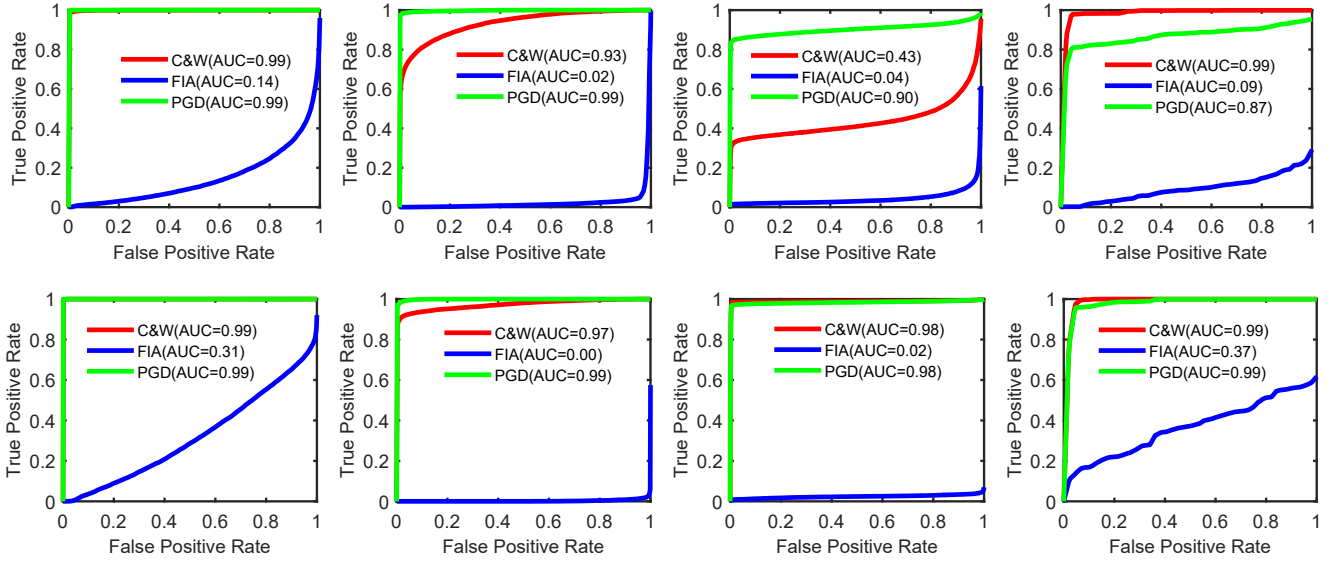 True Positive Rate
1
0.8
0.6
0.4
0.2
0
C&W(AUC=0.99)
FIA(AUC=0.14)
PGD(AUC=0.99)
0 0.2 0.4 0.6 0.8 1
False Positive Rate
True Positive Rate
1
0.8
0.6
0.4
0.2
0
C&W(AUC=0.93)
FIA(AUC=0.02)
PGD(AUC=0.99)
0 0.2 0.4 0.6 0.8 1
False Positive Rate
True Positive Rate
1
0.8
0.6
0.4
0.2
0
C&W(AUC=0.43)
FIA(AUC=0.04)
PGD(AUC=0.90)
0 0.2 0.4 0.6 0.8 1
False Positive Rate
True Positive Rate
1
0.8
0.6
0.4
0.2
0
C&W(AUC=0.99)
FIA(AUC=0.09)
PGD(AUC=0.87)
0 0.2 0.4 0.6 0.8 1
False Positive Rate
True Positive Rate
1
0.8
0.6
0.4
0.2
0
C&W(AUC=0.99)
FIA(AUC=0.31)
PGD(AUC=0.99)
0 0.2 0.4 0.6 0.8 1
False Positive Rate
True Positive Rate
1
0.8
0.6
0.4
0.2
0
C&W(AUC=0.97)
FIA(AUC=0.00)
PGD(AUC=0.99)
0 0.2 0.4 0.6 0.8 1
False Positive Rate
True Positive Rate
1
0.8
0.6
0.4
0.2
0
C&W(AUC=0.98)
FIA(AUC=0.02)
PGD(AUC=0.98)
0 0.2 0.4 0.6 0.8 1
False Positive Rate
True Positive Rate
1
0.8
0.6
0.4
0.2
0
C&W(AUC=0.99)
FIA(AUC=0.37)
PGD(AUC=0.99)
0 0.2 0.4 0.6 0.8 1
False Positive Rate